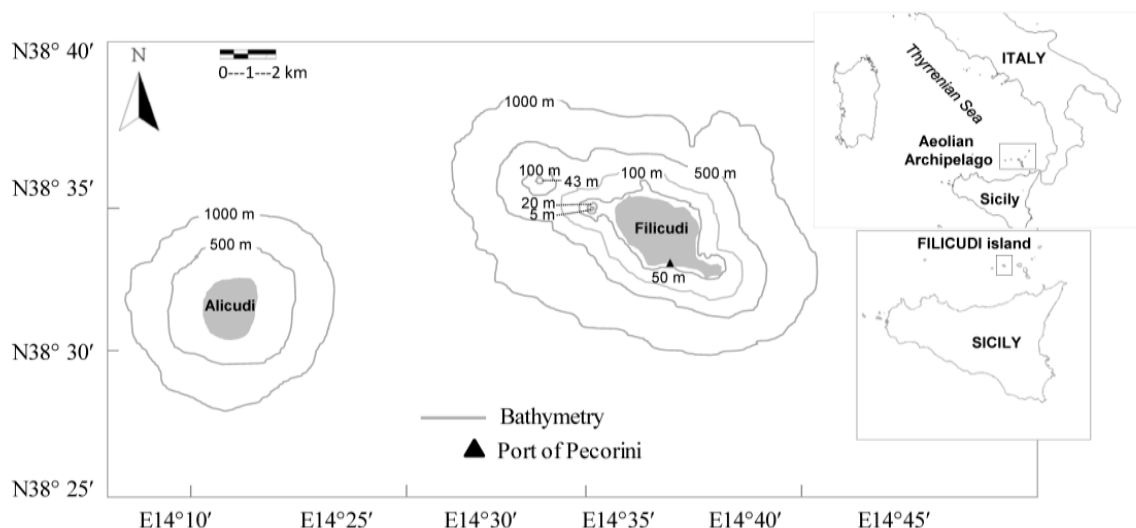 N38° 40′
N38° 35′
N38° 30′
N38° 25′
N
0---1---2 km
1000 m
500 m
Alicudi
1000 m
100 m
43 m
20 m
5 m
100 m
500 m
Filicudi
50 m
Bathymetry
Port of Pecorini
E14°10′
E14°25′
E14°30′
E14°35′
E14°40′
E14°45′
ITALY
Thyrrenian Sea
Aeolian
Archipelago
Sicily
FILICUDI island
SICILY